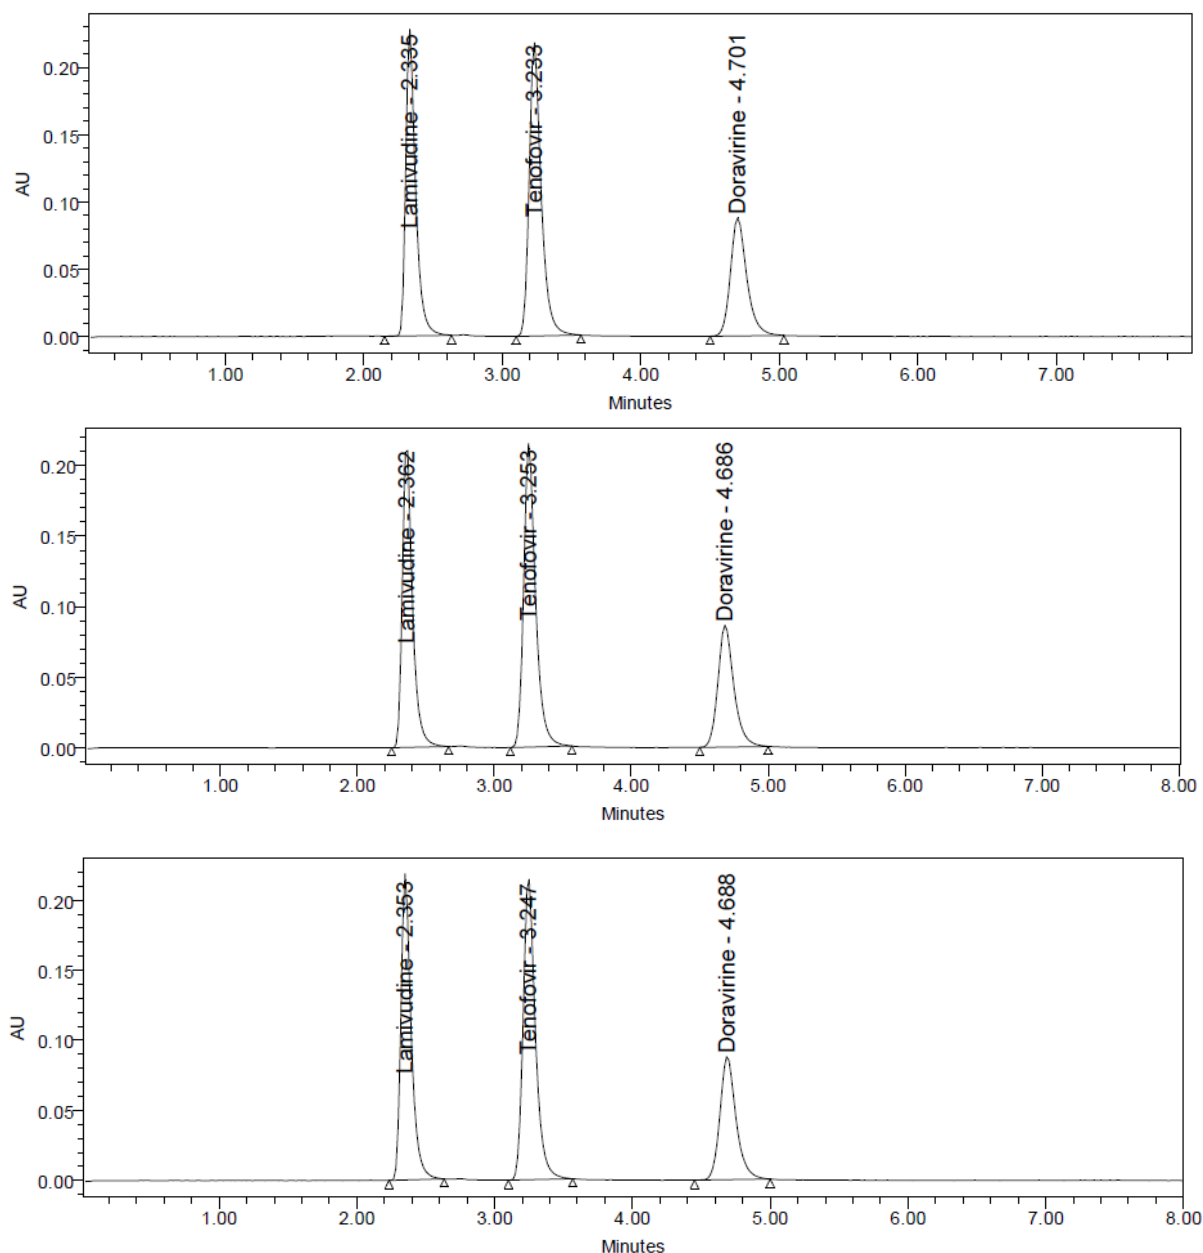 AU
0.20
0.15
0.10
0.05
0.00
Lamivudine - 2.335
Tenofovir - 3.233
Doravirine - 4.701
1.00 2.00 3.00 4.00 5.00 6.00 7.00
Minutes
AU
0.20
0.15
0.10
0.05
0.00
Lamivudine - 2.362
Tenofovir - 3.253
Doravirine - 4.686
1.00 2.00 3.00 4.00 5.00 6.00 7.00 8.00
Minutes
AU
0.20
0.15
0.10
0.05
0.00
Lamivudine - 2.353
Tenofovir - 3.247
Doravirine - 4.688
1.00 2.00 3.00 4.00 5.00 6.00 7.00 8.00
Minutes